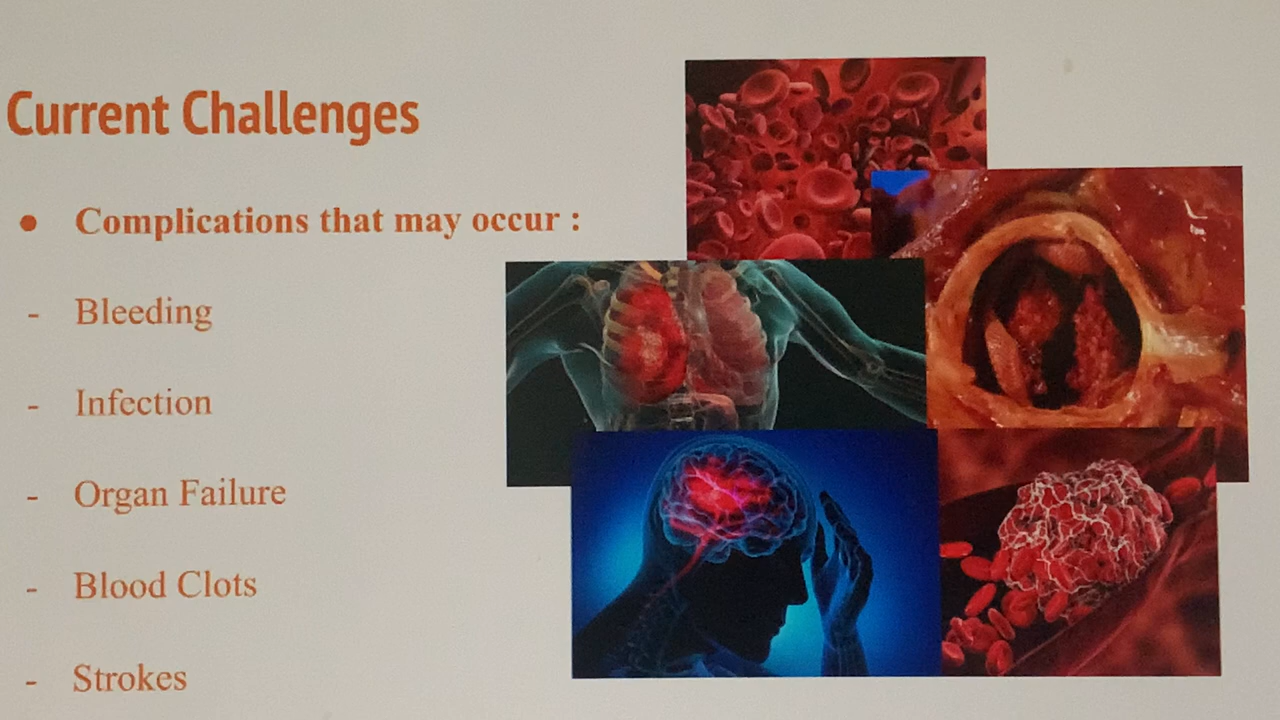 Current Challenges
● Complications that may occur :
- Bleeding
- Infection
- Organ Failure
- Blood Clots
- Strokes